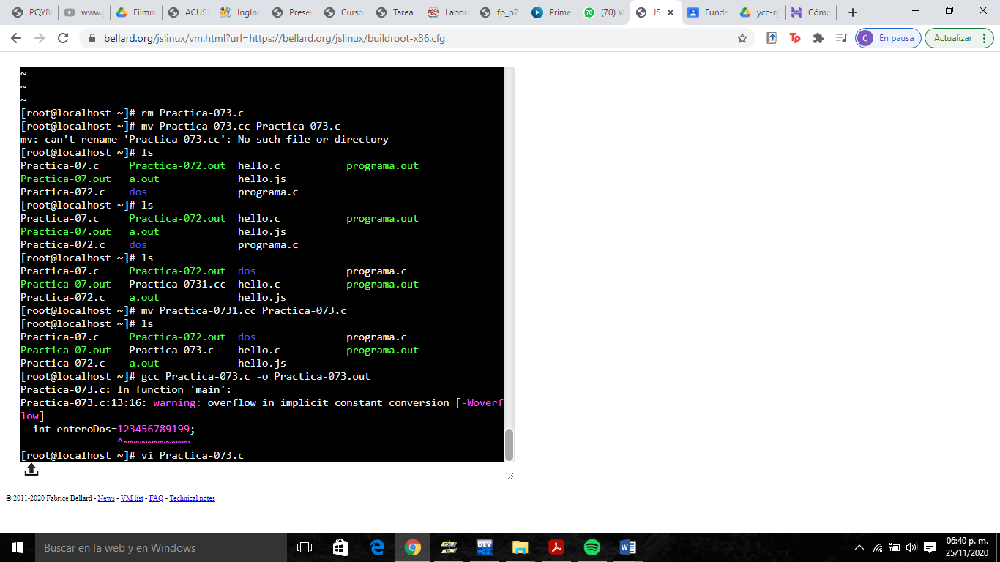 PQYB
www.
Filmm
ACUS
IngInc
Preser
Curso
Tarea
Labor
fp_p7
Prime
(70) W
JS
Funda
ycc-rg
Cómo
bellard.org/jslinux/vm.html?url=https://bellard.org/jslinux/buildroot-x86.cfg
Tp
C En pausa
Actualizar
~
~
~
[root@localhost ~]# rm Practica-073.c
[root@localhost ~]# mv Practica-073.cc Practica-073.c
mv: can't rename 'Practica-073.cc': No such file or directory
[root@localhost ~]# ls
Practica-07.c Practica-072.out hello.c programa.out
Practica-07.out a.out hello.js
Practica-072.c dos programa.c
[root@localhost ~]# ls
Practica-07.c Practica-072.out hello.c programa.out
Practica-07.out a.out hello.js
Practica-072.c dos programa.c
[root@localhost ~]# ls
Practica-07.c Practica-072.out dos programa.c
Practica-07.out Practica-0731.cc hello.c programa.out
Practica-072.c a.out hello.js
[root@localhost ~]# mv Practica-0731.cc Practica-073.c
[root@localhost ~]# ls
Practica-07.c Practica-072.out dos programa.c
Practica-07.out Practica-073.c hello.c programa.out
Practica-072.c a.out hello.js
[root@localhost ~]# gcc Practica-073.c -o Practica-073.out
Practica-073.c: In function 'main':
Practica-073.c:13:16: warning: overflow in implicit constant conversion [-Woverf
low]
int enteroDos=123456789199;
^~~~~~~~~~~~
[root@localhost ~]# vi Practica-073.c
© 2011-2020 Fabrice Bellard - News - VM list - FAQ - Technical notes
Buscar en la web y en Windows
DEV
06:40 p. m.
25/11/2020